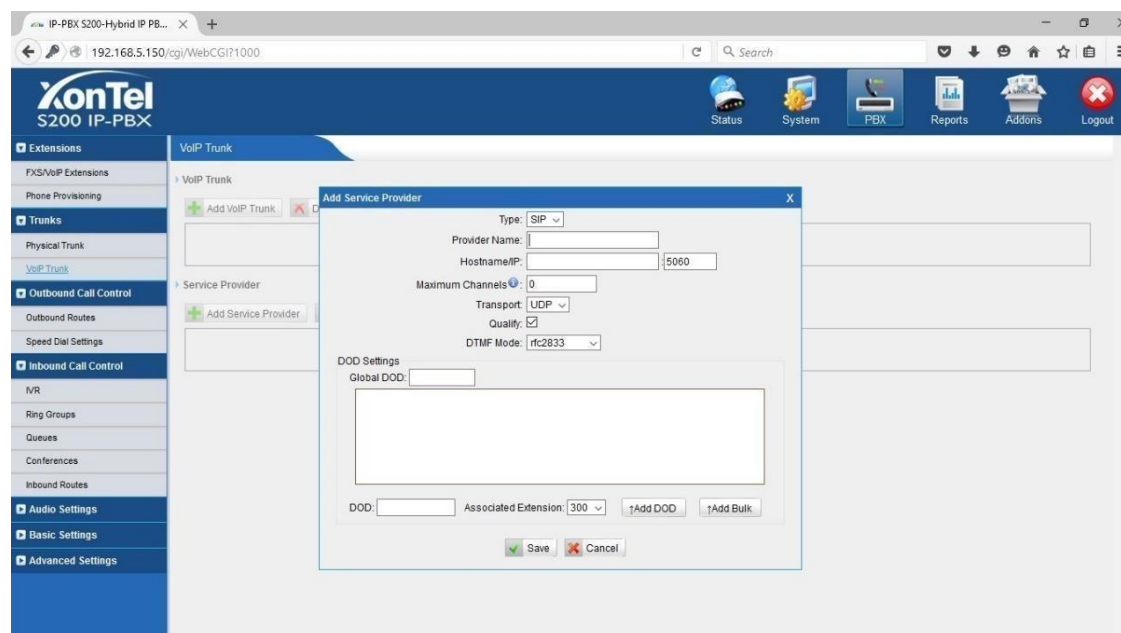 IP-PBX S200-Hybrid IP PB...
192.168.5.150/cgi/WebCGI?1000
Search
XonTel
S200 IP-PBX
Status
System
PBX
Reports
Addons
Logout
Extensions
FXS/VoIP Extensions
Phone Provisioning
Trunks
Physical Trunk
VoIP Trunk
Outbound Call Control
Outbound Routes
Speed Dial Settings
Inbound Call Control
IVR
Ring Groups
Queues
Conferences
Inbound Routes
Audio Settings
Basic Settings
Advanced Settings
VoIP Trunk
VoIP Trunk
Add VoIP Trunk
D
Service Provider
Add Service Provider
Add Service Provider X
Type: SIP
Provider Name:
Hostname/IP: :5060
Maximum Channels: 0
Transport: UDP
Qualify:
DTMF Mode: rfc2833
DOD Settings
Global DOD:
DOD: Associated Extension: 300 ↑Add DOD ↑Add Bulk
Save Cancel